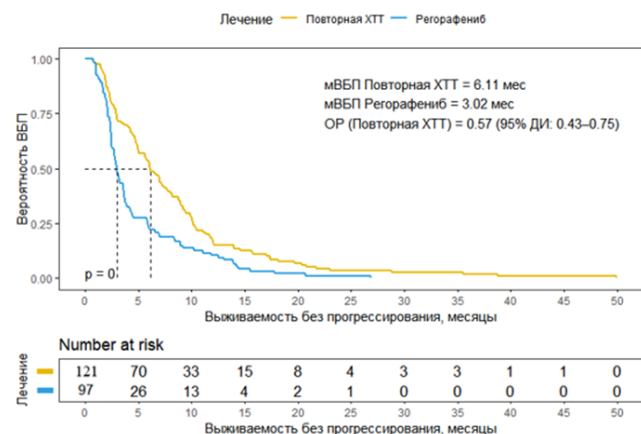 Лечение Повторная ХТТ Регорафениб
Вероятность ВБП
1.00
0.75
0.50
0.25
0.00
мВБП Повторная ХТТ = 6.11 мес
мВБП Регорафениб = 3.02 мес
ОР (Повторная ХТТ) = 0.57 (95% ДИ: 0.43–0.75)
p = 0
0 5 10 15 20 25 30 35 40 45 50
Выживаемость без прогрессирования, месяцы
Number at risk
Лечение
121 70 33 15 8 4 3 3 1 1 0
97 26 13 4 2 1 0 0 0 0 0
0 5 10 15 20 25 30 35 40 45 50
Выживаемость без прогрессирования, месяцы